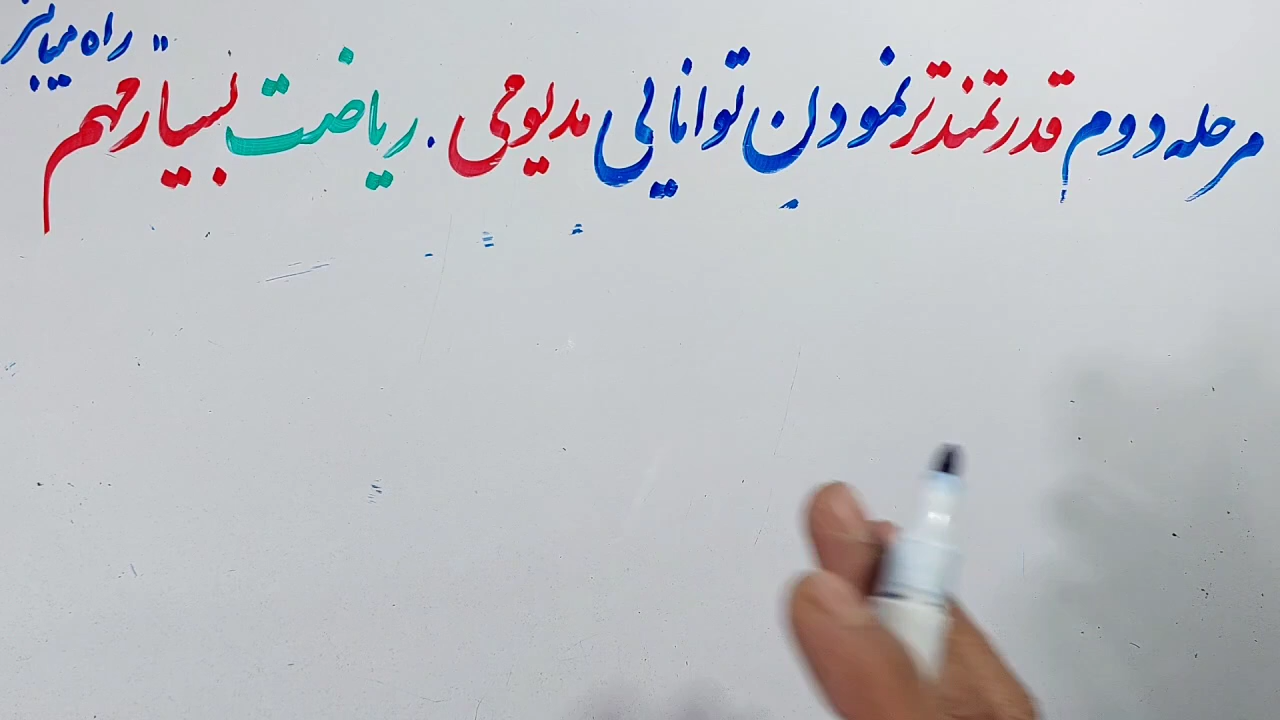 مرحله دوم قدرتمندتر نمودن توانایی مدیومی. ریاضت بسیار مهم
" راه میانبر